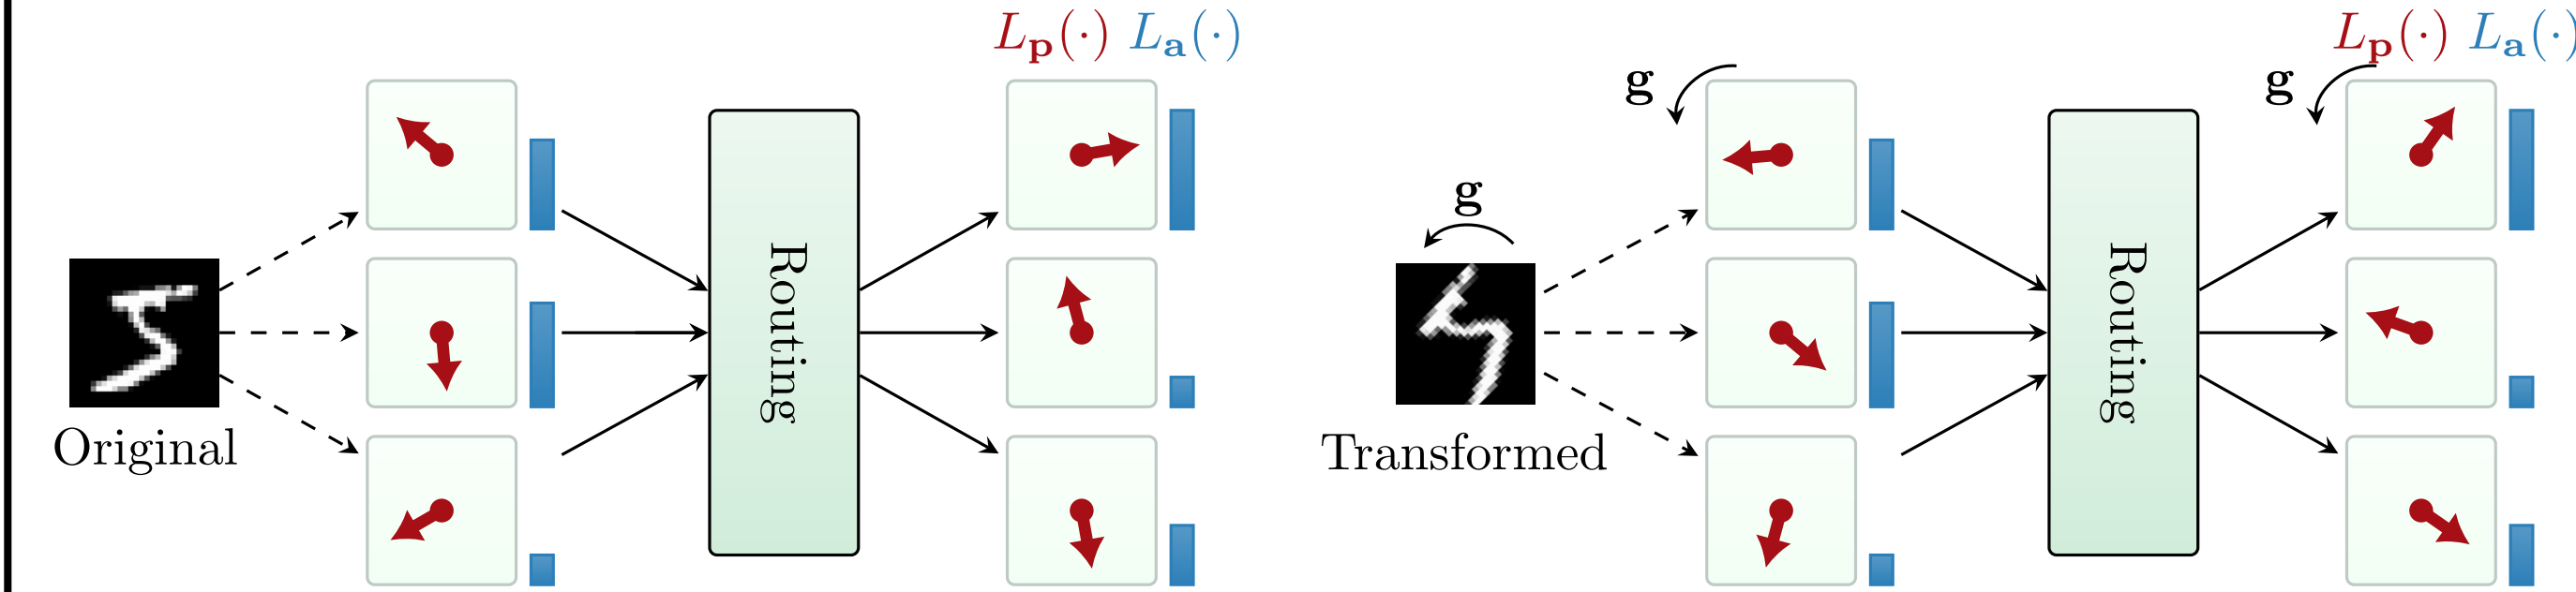 Lp(·) La(·)
Routing
Original
g
g
Transformed
Routing
g
Lp(·) La(·)